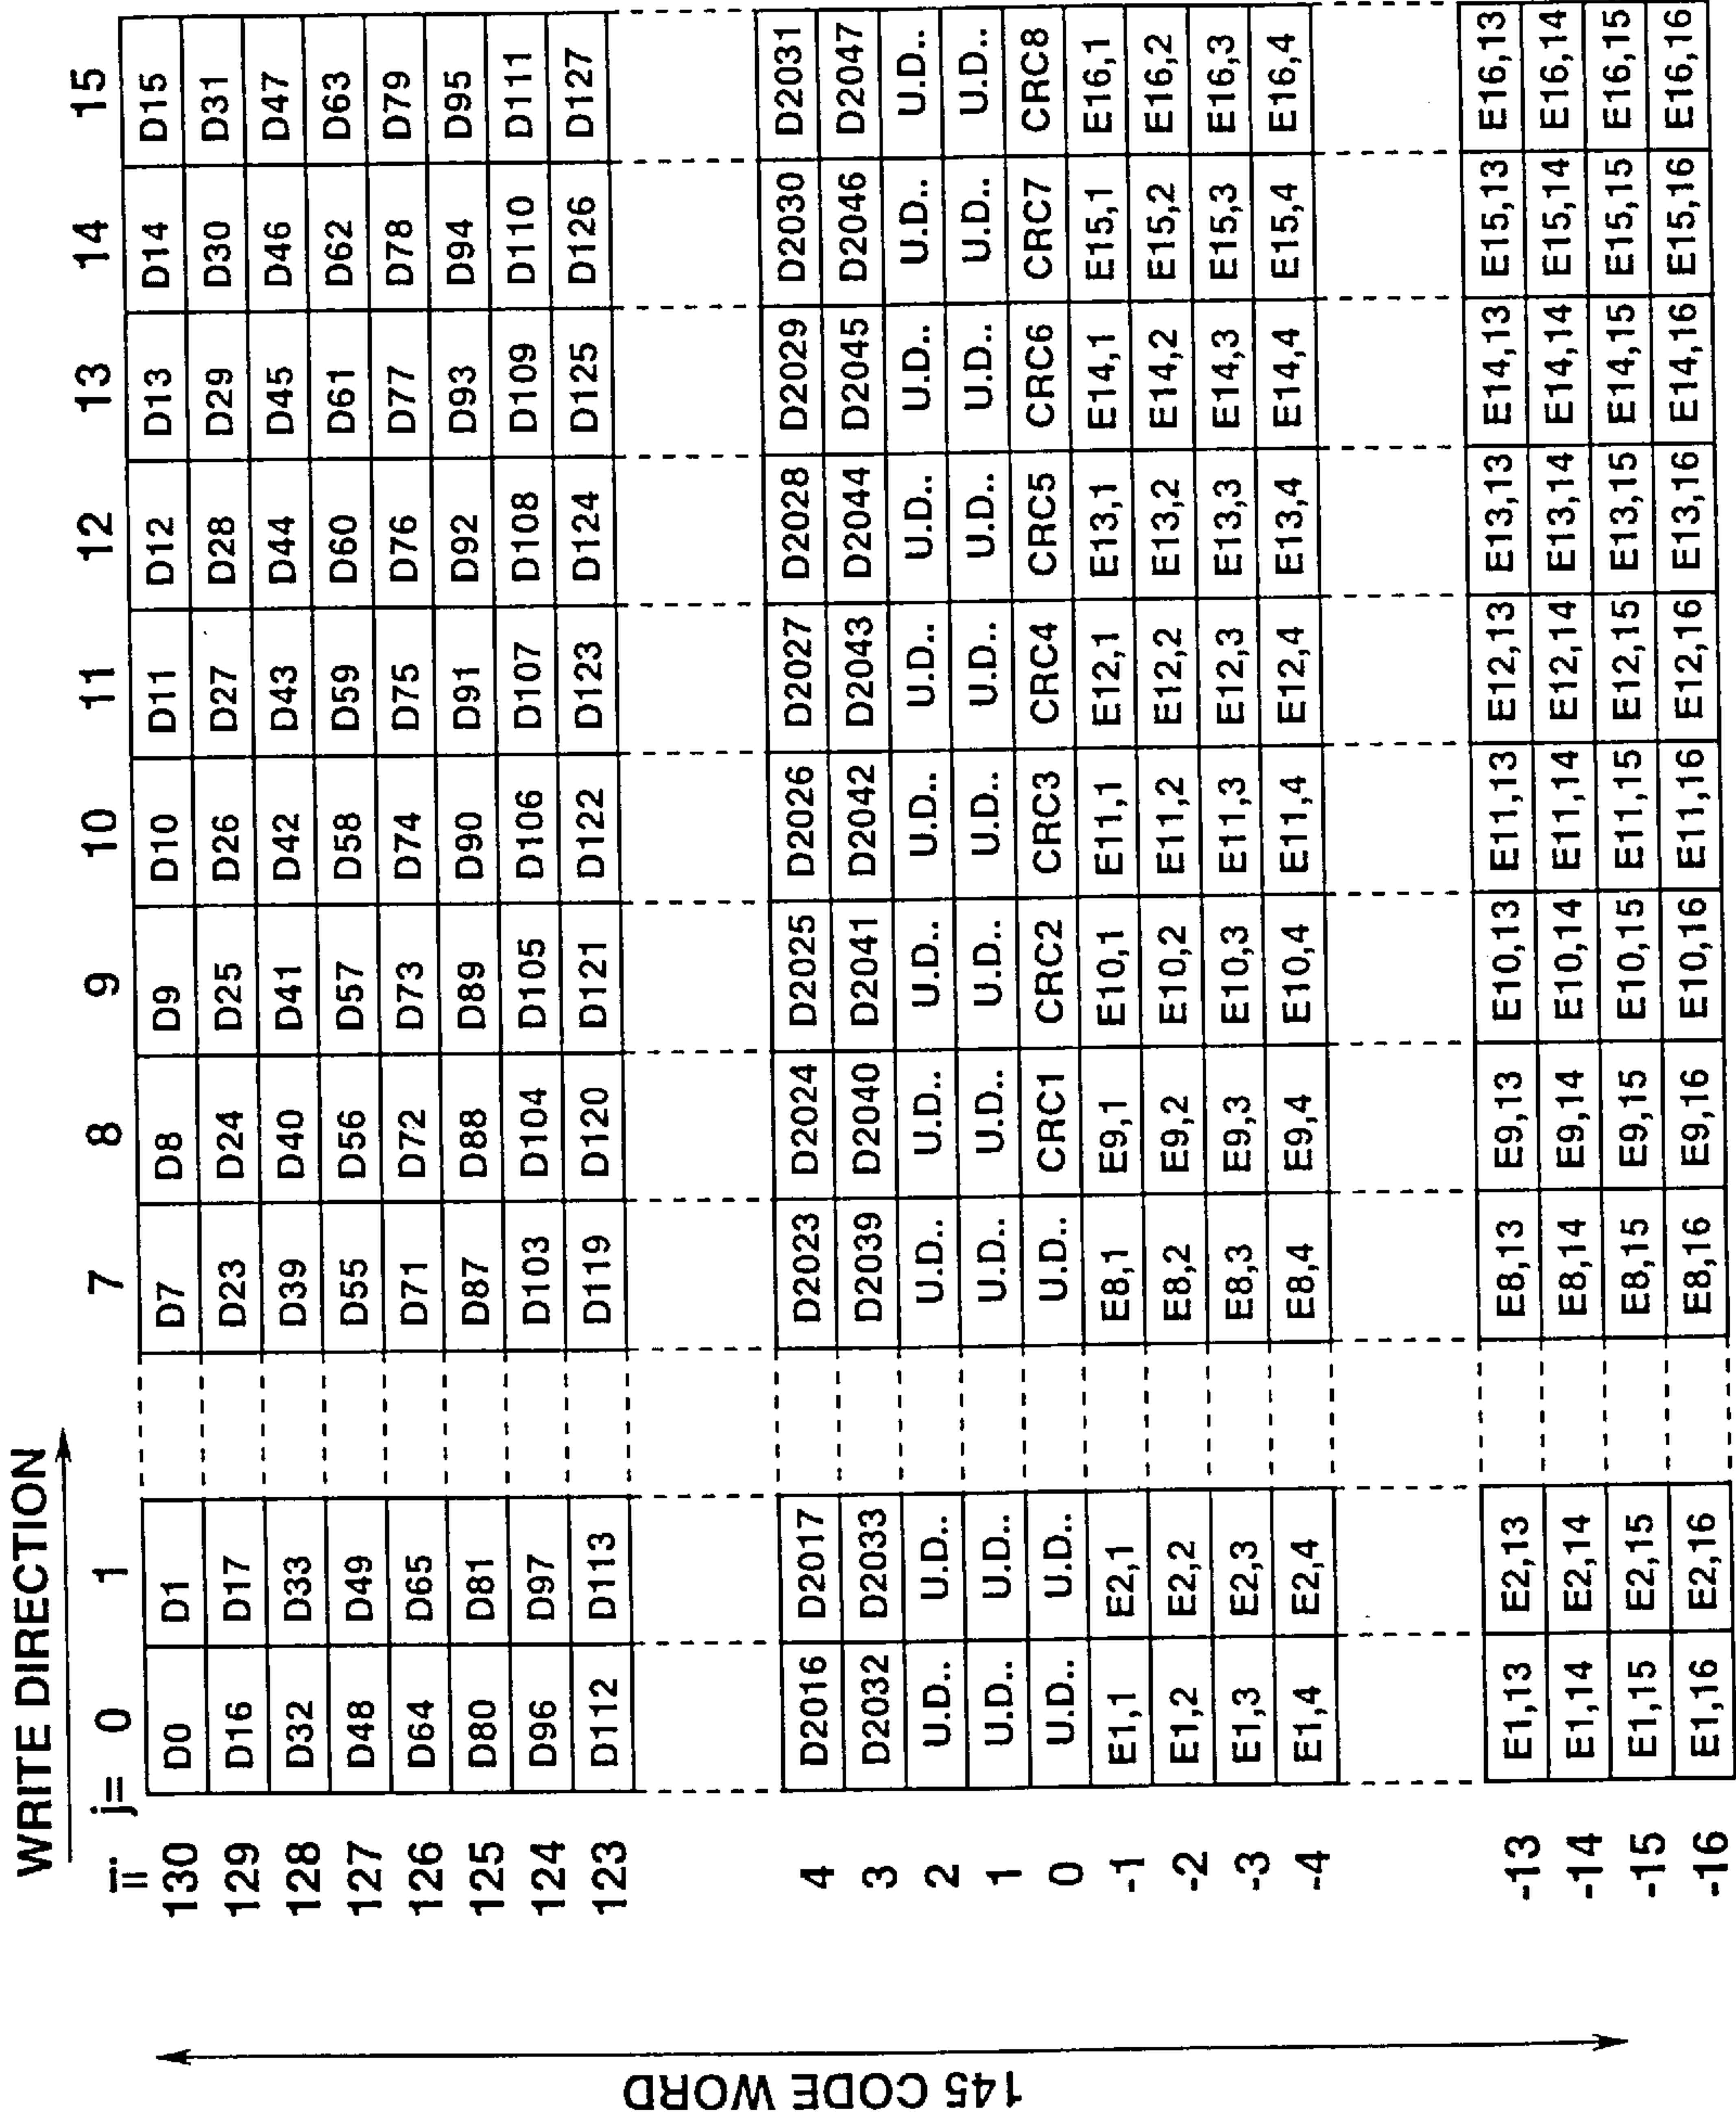 WRITE DIRECTION
i= j= 0 1 7 8 9 10 11 12 13 14 15
130 D0 D1 D7 D8 D9 D10 D11 D12 D13 D14 D15
129 D16 D17 D23 D24 D25 D26 D27 D28 D29 D30 D31
128 D32 D33 D39 D40 D41 D42 D43 D44 D45 D46 D47
127 D48 D49 D55 D56 D57 D58 D59 D60 D61 D62 D63
126 D64 D65 D71 D72 D73 D74 D75 D76 D77 D78 D79
125 D80 D81 D87 D88 D89 D90 D91 D92 D93 D94 D95
124 D96 D97 D103 D104 D105 D106 D107 D108 D109 D110 D111
123 D112 D113 D119 D120 D121 D122 D123 D124 D125 D126 D127
4 D2016 D2017 D2023 D2024 D2025 D2026 D2027 D2028 D2029 D2030 D2031
3 D2032 D2033 D2039 D2040 D2041 D2042 D2043 D2044 D2045 D2046 D2047
2 U.D.. U.D.. U.D.. U.D.. U.D.. U.D.. U.D.. U.D.. U.D.. U.D.. U.D..
1 U.D.. U.D.. U.D.. U.D.. U.D.. U.D.. U.D.. U.D.. U.D.. U.D.. U.D..
0 U.D.. U.D.. U.D.. CRC1 CRC2 CRC3 CRC4 CRC5 CRC6 CRC7 CRC8
-1 E1,1 E2,1 E8,1 E9,1 E10,1 E11,1 E12,1 E13,1 E14,1 E15,1 E16,1
-2 E1,2 E2,2 E8,2 E9,2 E10,2 E11,2 E12,2 E13,2 E14,2 E15,2 E16,2
-3 E1,3 E2,3 E8,3 E9,3 E10,3 E11,3 E12,3 E13,3 E14,3 E15,3 E16,3
-4 E1,4 E2,4 E8,4 E9,4 E10,4 E11,4 E12,4 E13,4 E14,4 E15,4 E16,4
-13 E1,13 E2,13 E8,13 E9,13 E10,13 E11,13 E12,13 E13,13 E14,13 E15,13 E16,13
-14 E1,14 E2,14 E8,14 E9,14 E10,14 E11,14 E12,14 E13,14 E14,14 E15,14 E16,14
-15 E1,15 E2,15 E8,15 E9,15 E10,15 E11,15 E12,15 E13,15 E14,15 E15,15 E16,15
-16 E1,16 E2,16 E8,16 E9,16 E10,16 E11,16 E12,16 E13,16 E14,16 E15,16 E16,16
145 CODE WORD